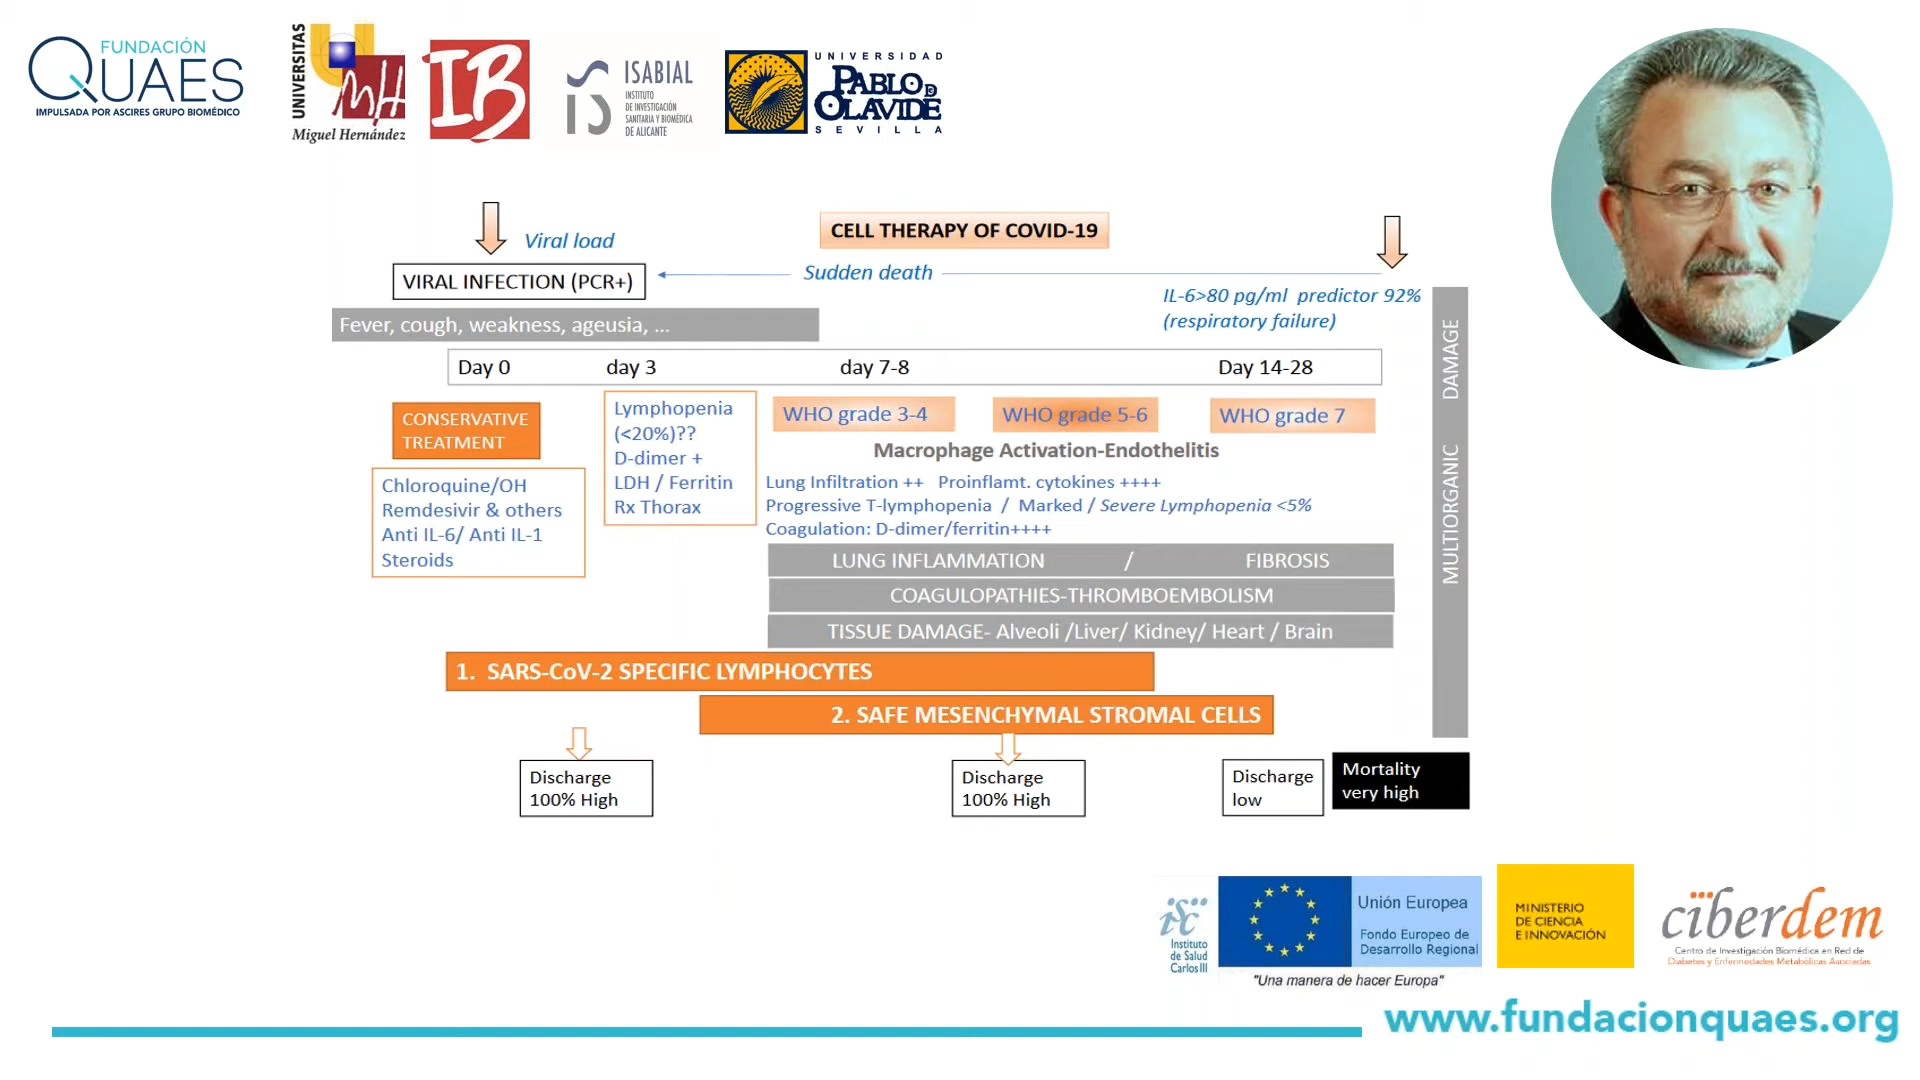 FUNDACIÓN
QUAES
IMPULSADA POR ASCIRES GRUPO BIOMÉDICO
UNIVERSITAS
Miguel Hernández
IB
ISABIAL
INSTITUTO
DE INVESTIGACIÓN
SANITARIA Y BIOMÉDICA
DE ALICANTE
UNIVERSIDAD
PABLO DE
OLAVIDE
SEVILLA
CELL THERAPY OF COVID-19
Viral load
VIRAL INFECTION (PCR+)
Sudden death
IL-6>80 pg/ml predictor 92%
(respiratory failure)
Fever, cough, weakness, ageusia, ...
Day 0 day 3 day 7-8 Day 14-28
CONSERVATIVE
TREATMENT
Chloroquine/OH
Remdesivir & others
Anti IL-6/ Anti IL-1
Steroids
Lymphopenia
(<20%)??
D-dimer +
LDH / Ferritin
Rx Thorax
WHO grade 3-4
WHO grade 5-6
WHO grade 7
Macrophage Activation-Endothelitis
Lung Infiltration ++ Proinflamt. cytokines ++++
Progressive T-lymphopenia / Marked / Severe Lymphopenia <5%
Coagulation: D-dimer/ferritin++++
LUNG INFLAMMATION / FIBROSIS
COAGULOPATHIES-THROMBOEMBOLISM
TISSUE DAMAGE- Alveoli /Liver/ Kidney/ Heart / Brain
MULTIORGANIC DAMAGE
1. SARS-CoV-2 SPECIFIC LYMPHOCYTES
2. SAFE MESENCHYMAL STROMAL CELLS
Discharge
100% High
Discharge
100% High
Discharge
low
Mortality
very high
isc
Instituto
de Salud
Carlos III
Unión Europea
Fondo Europeo de
Desarrollo Regional
"Una manera de hacer Europa"
MINISTERIO
DE CIENCIA
E INNOVACIÓN
ciberdem
Centro de Investigación Biomédica en Red de
Diabetes y Enfermedades Metabólicas Asociadas
www.fundacionquaes.org